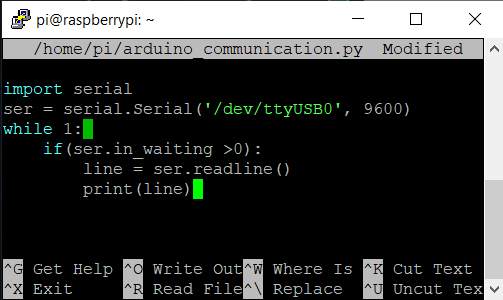 pi@raspberrypi: ~
/home/pi/arduino_communication.py  Modified
import serial
ser = serial.Serial('/dev/ttyUSB0', 9600)
while 1:
    if(ser.in_waiting >0):
        line = ser.readline()
        print(line)
^G Get Help ^O Write Out^W Where Is ^K Cut Text
^X Exit     ^R Read File^\ Replace  ^U Uncut Tex